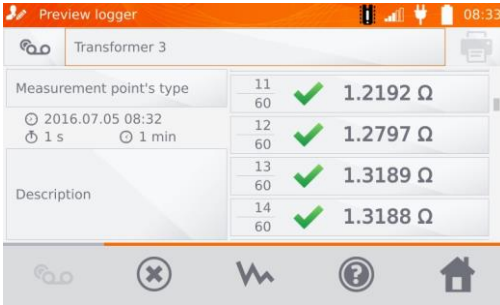 Preview logger
08:33
Transformer 3
Measurement point's type
2016.07.05 08:32
1 s 1 min
Description
11
60
1.2192 Ω
12
60
1.2797 Ω
13
60
1.3189 Ω
14
60
1.3188 Ω
?